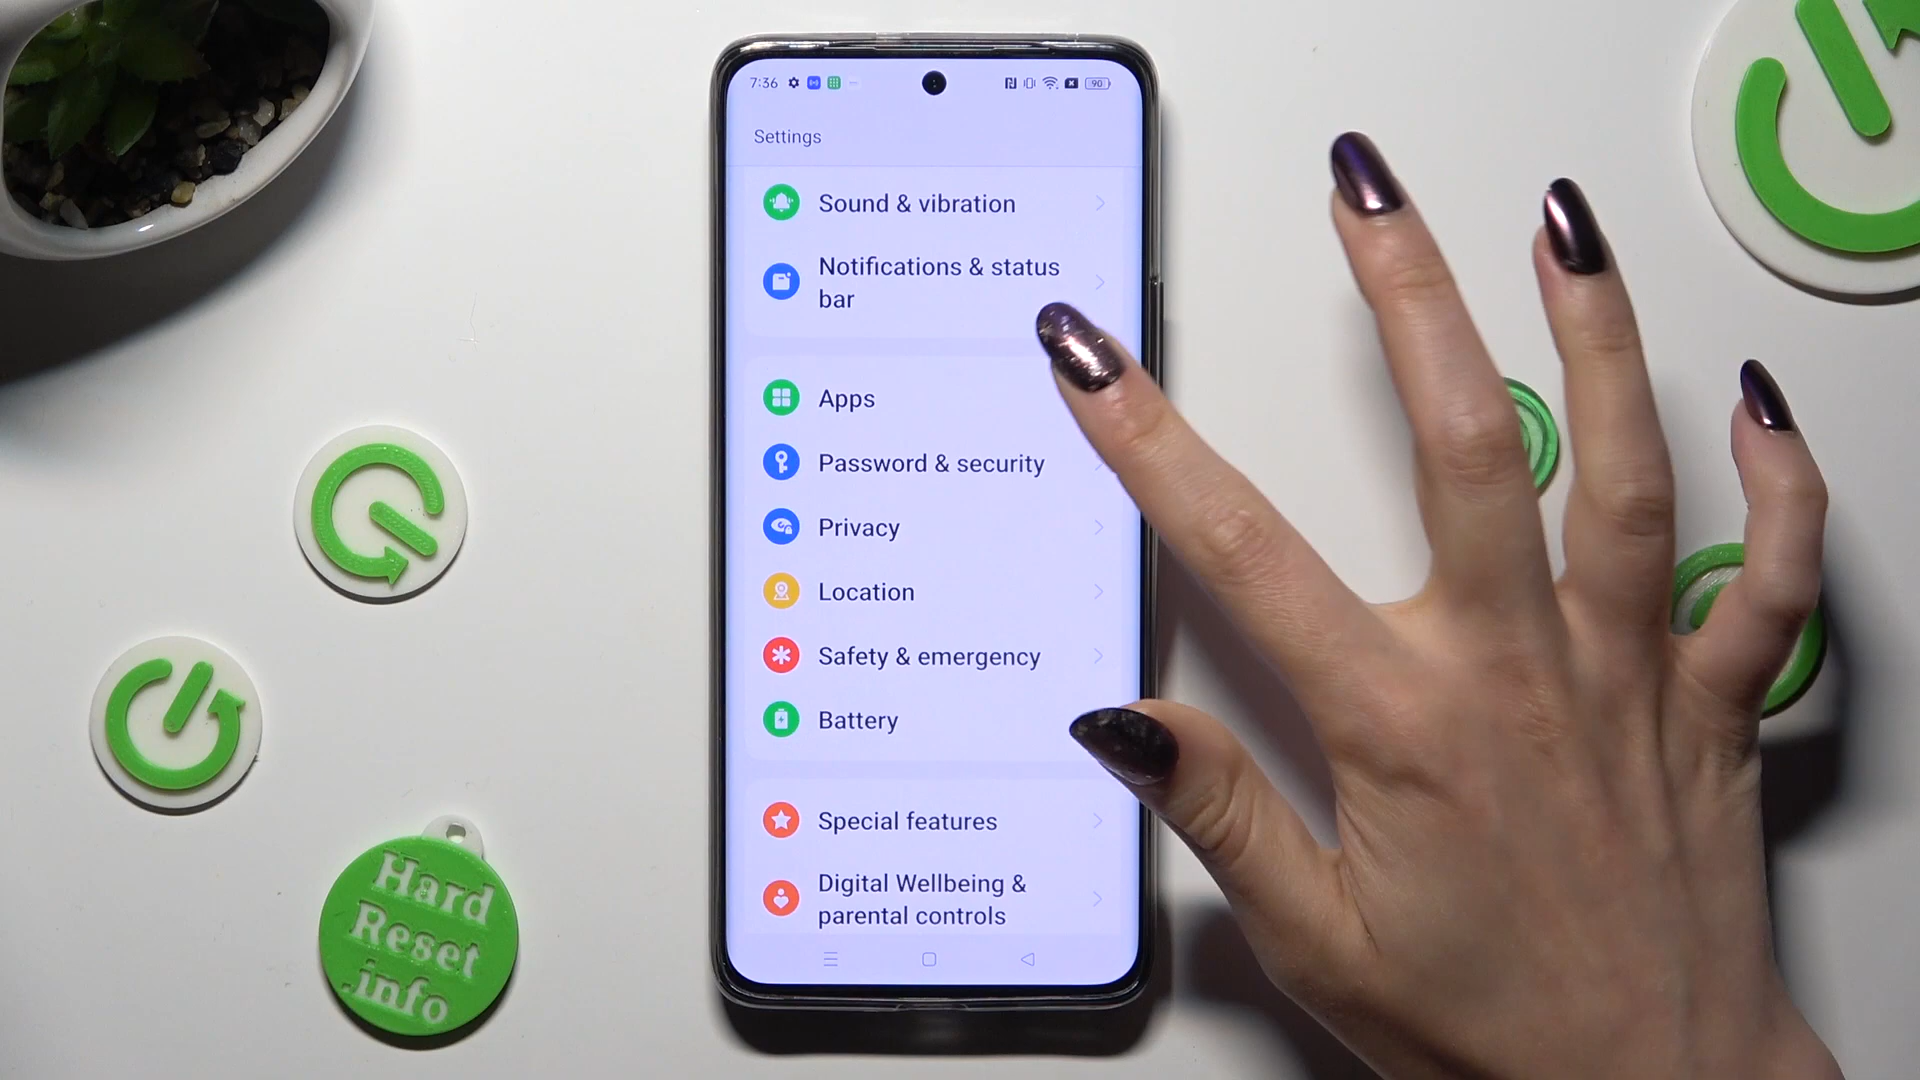 7:36
90
Settings
Sound & vibration
Notifications & status
bar
Apps
Password & security
Privacy
Location
Safety & emergency
Battery
Special features
Digital Wellbeing &
parental controls
Hard
Reset
.info